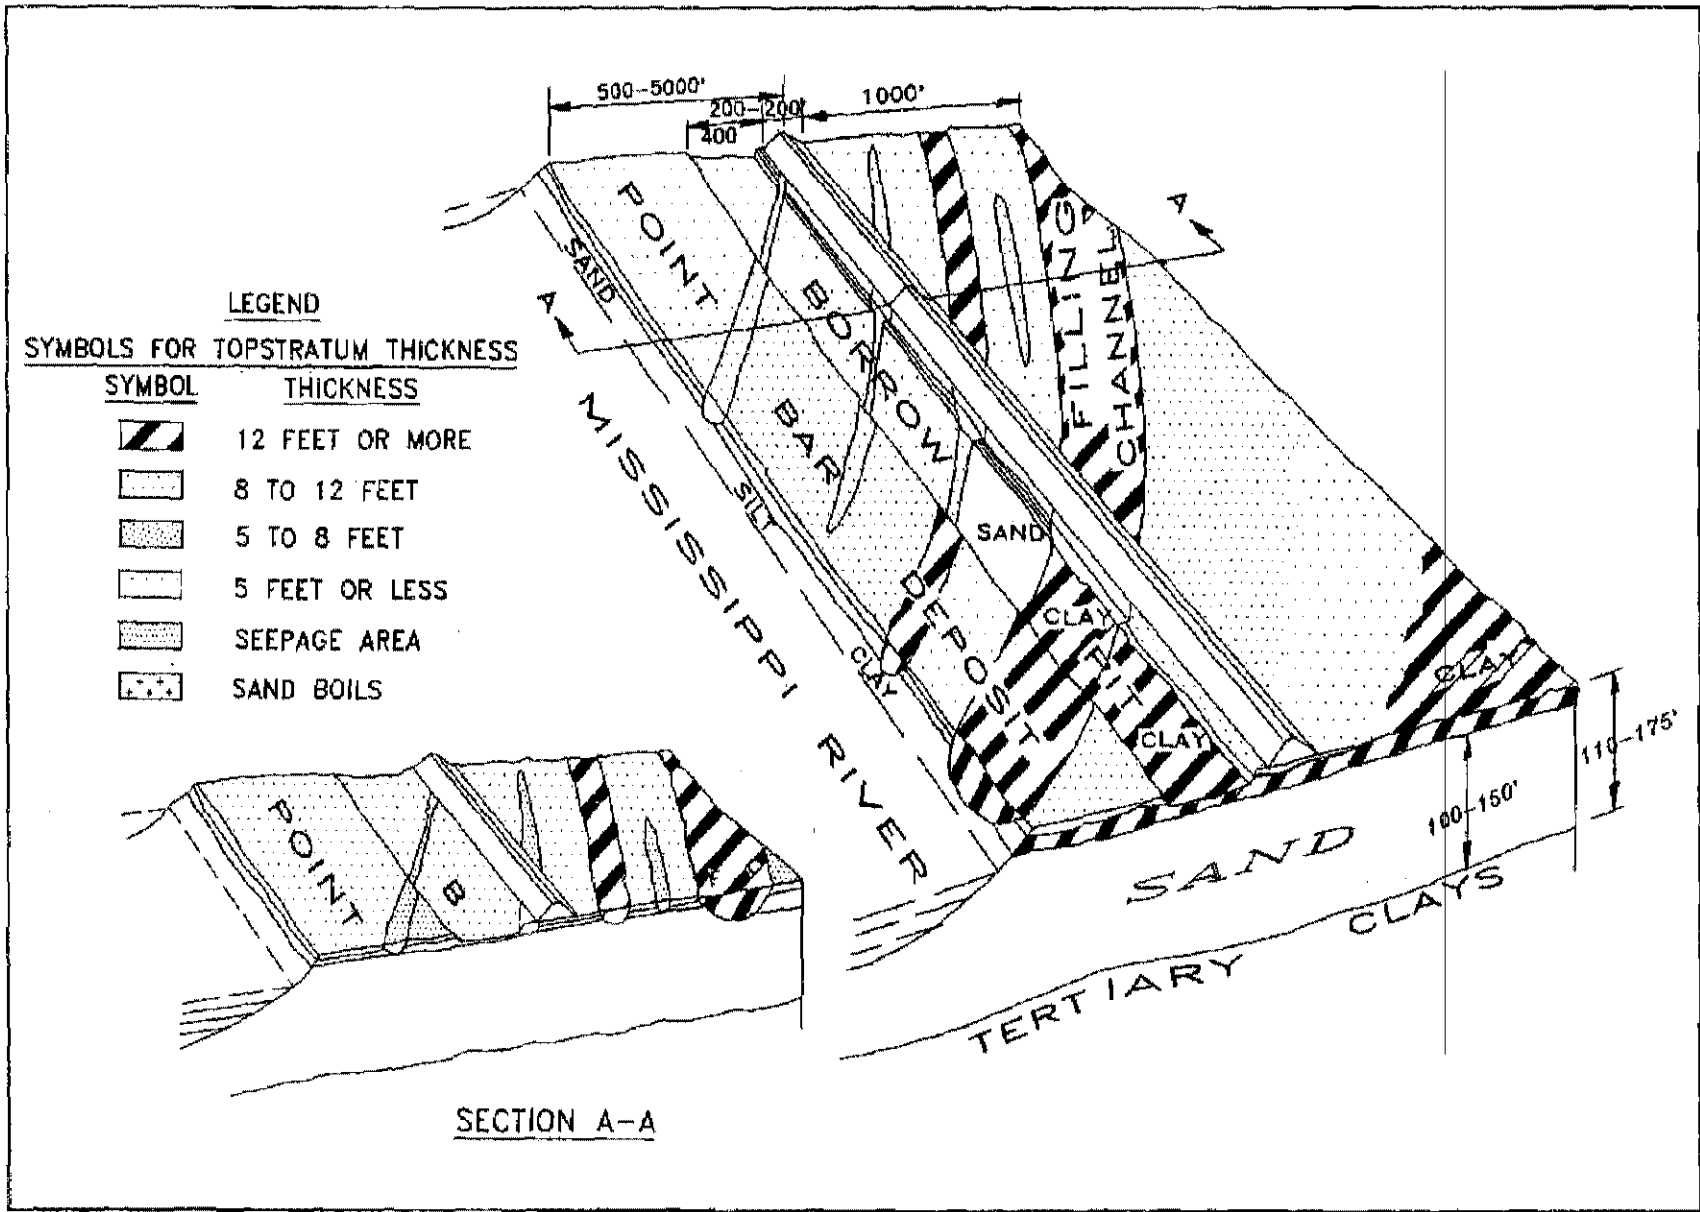 500-5000'
200-200
400
1000'
POINT
BAR
DEPOSIT
BORROW
PIT
SAND
SILT
CLAY
SAND
CLAY
CLAY
FILLING
CHANNEL
CLAY
A
A
MISSISSIPPI RIVER
110-175'
100-150'
SAND
TERTIARY CLAYS
LEGEND
SYMBOLS FOR TOPSTRATUM THICKNESS
SYMBOL THICKNESS
12 FEET OR MORE
8 TO 12 FEET
5 TO 8 FEET
5 FEET OR LESS
SEEPAGE AREA
SAND BOILS
POINT
B
SECTION A-A